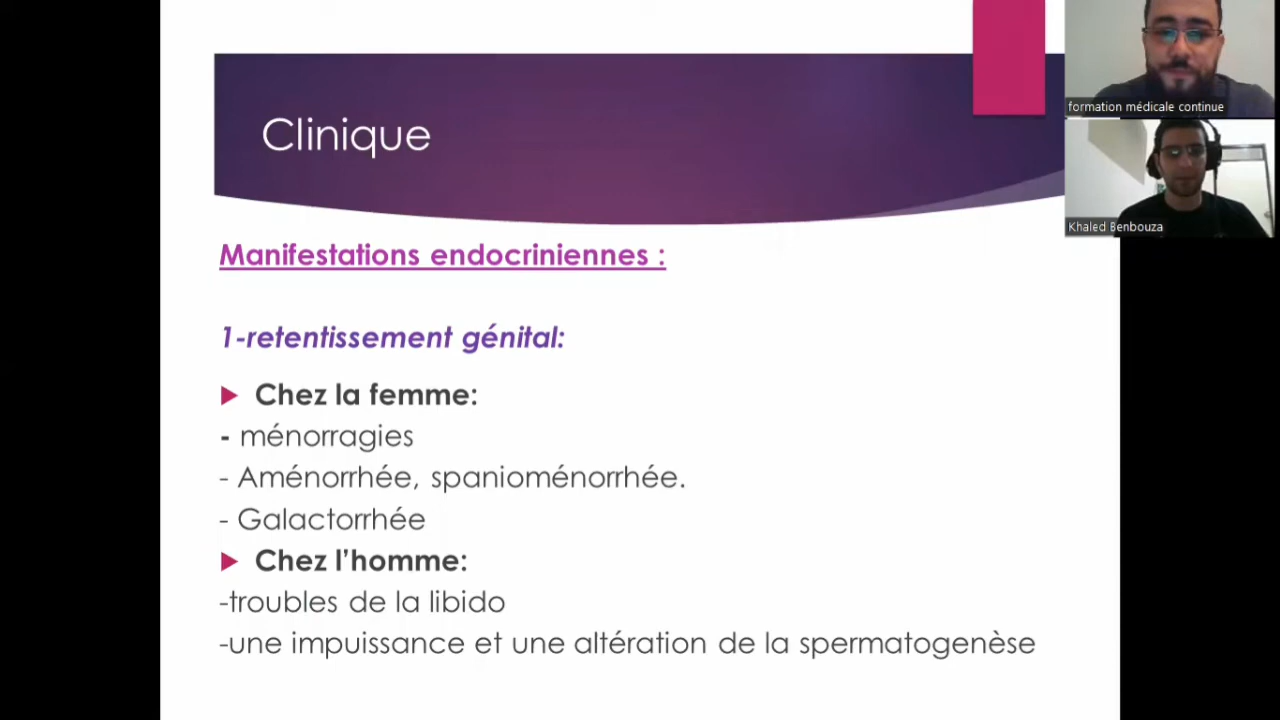 Clinique
formation médicale continue
Khaled Benbouza
Manifestations endocriniennes :
1-retentissement génital:
Chez la femme:
- ménorragies
- Aménorrhée, spanioménorrhée.
- Galactorrhée
Chez l’homme:
-troubles de la libido
-une impuissance et une altération de la spermatogenèse